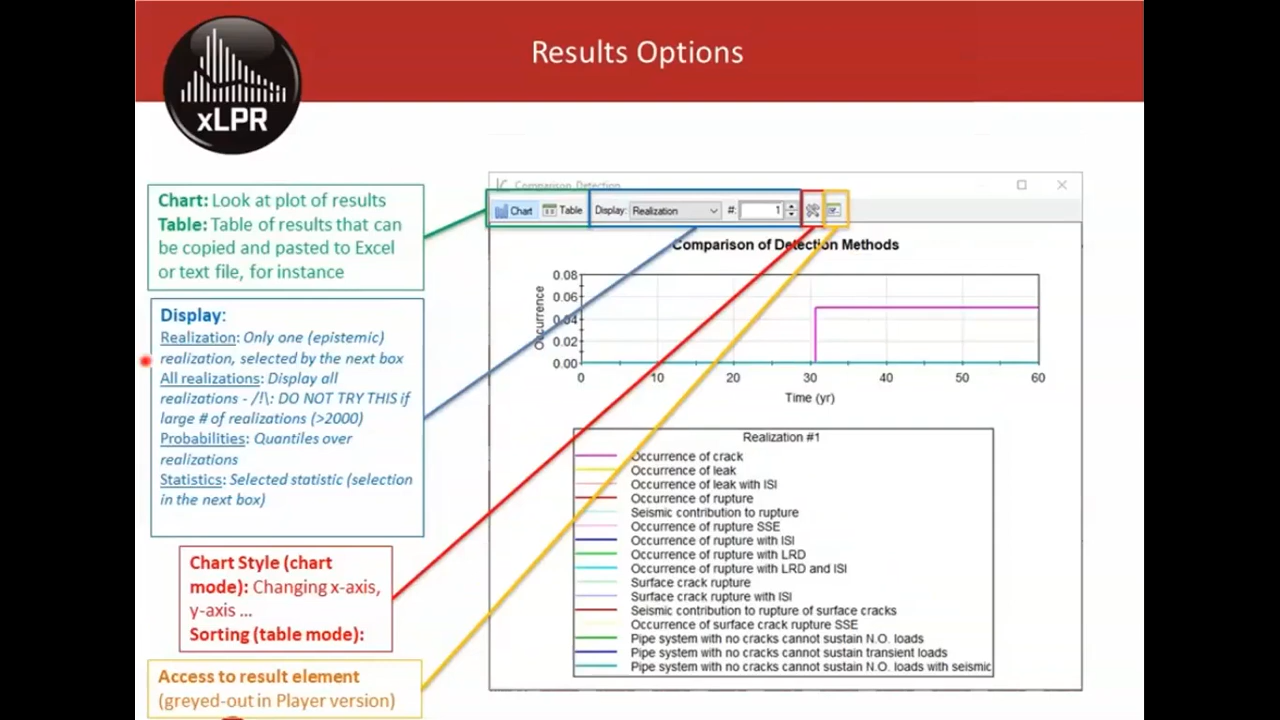 Results Options
xLPR
Chart: Look at plot of results
Table: Table of results that can
be copied and pasted to Excel
or text file, for instance
Display:
Realization: Only one (epistemic)
realization, selected by the next box
All realizations: Display all
realizations - /!\: DO NOT TRY THIS if
large # of realizations (>2000)
Probabilities: Quantiles over
realizations
Statistics: Selected statistic (selection
in the next box)
Chart Style (chart
mode): Changing x-axis,
y-axis ...
Sorting (table mode):
Access to result element
(greyed-out in Player version)
Comparison Detection
Chart Table Display: Realization #: 1
Comparison of Detection Methods
Occurrence
0.08
0.06
0.04
0.02
0.00
0 10 20 30 40 50 60
Time (yr)
Realization #1
Occurrence of crack
Occurrence of leak
Occurrence of leak with ISI
Occurrence of rupture
Seismic contribution to rupture
Occurrence of rupture SSE
Occurrence of rupture with ISI
Occurrence of rupture with LRD
Occurrence of rupture with LRD and ISI
Surface crack rupture
Surface crack rupture with ISI
Seismic contribution to rupture of surface cracks
Occurrence of surface crack rupture SSE
Pipe system with no cracks cannot sustain N.O. loads
Pipe system with no cracks cannot sustain transient loads
Pipe system with no cracks cannot sustain N.O. loads with seismic